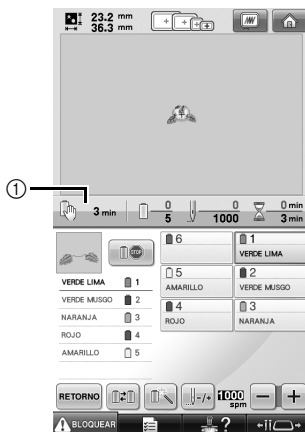 23.2 mm
36.3 mm
①
3 min
0
5
0
1000
0 min
3 min
VERDE LIMA 1
VERDE MUSGO 2
NARANJA 3
ROJO 4
AMARILLO 5
6
1
VERDE LIMA
5
AMARILLO
2
VERDE MUSGO
4
ROJO
3
NARANJA
STOP
RETORNO
-/+
1000
spm
− +
BLOQUEAR
?